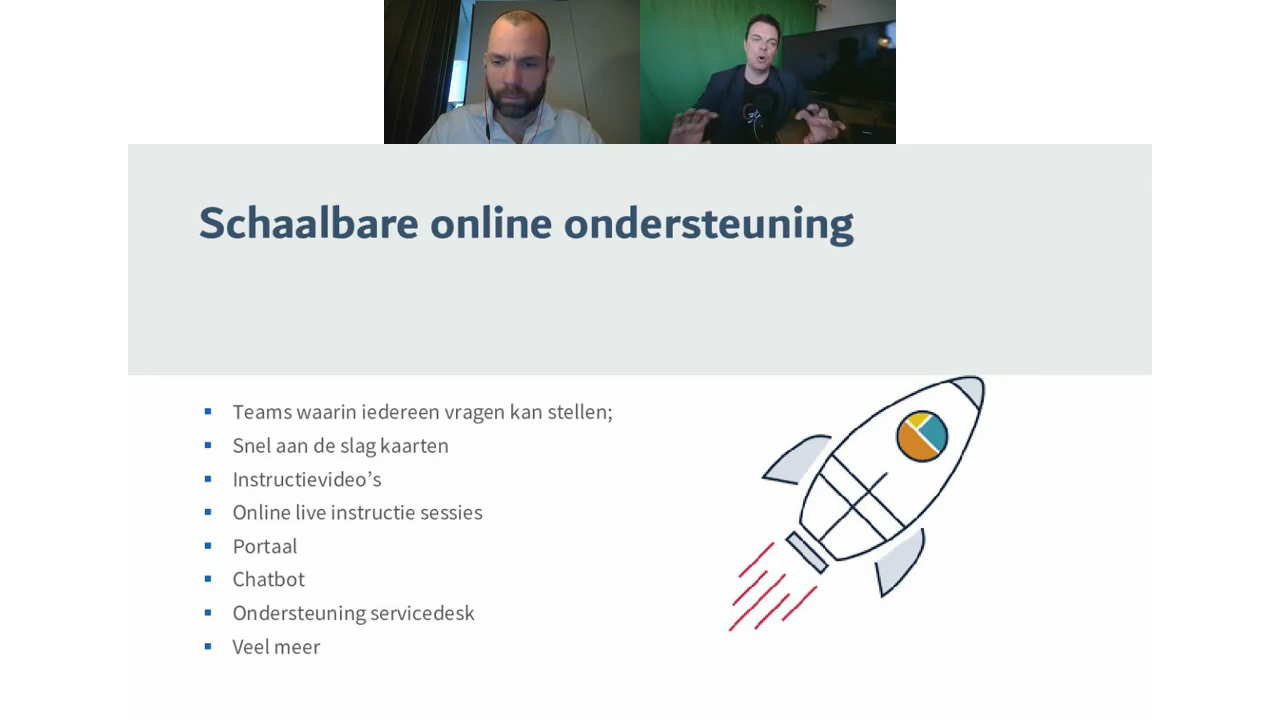 Schaalbare online ondersteuning
Teams waarin iedereen vragen kan stellen;
Snel aan de slag kaarten
Instructievideo’s
Online live instructie sessies
Portaal
Chatbot
Ondersteuning servicedesk
Veel meer